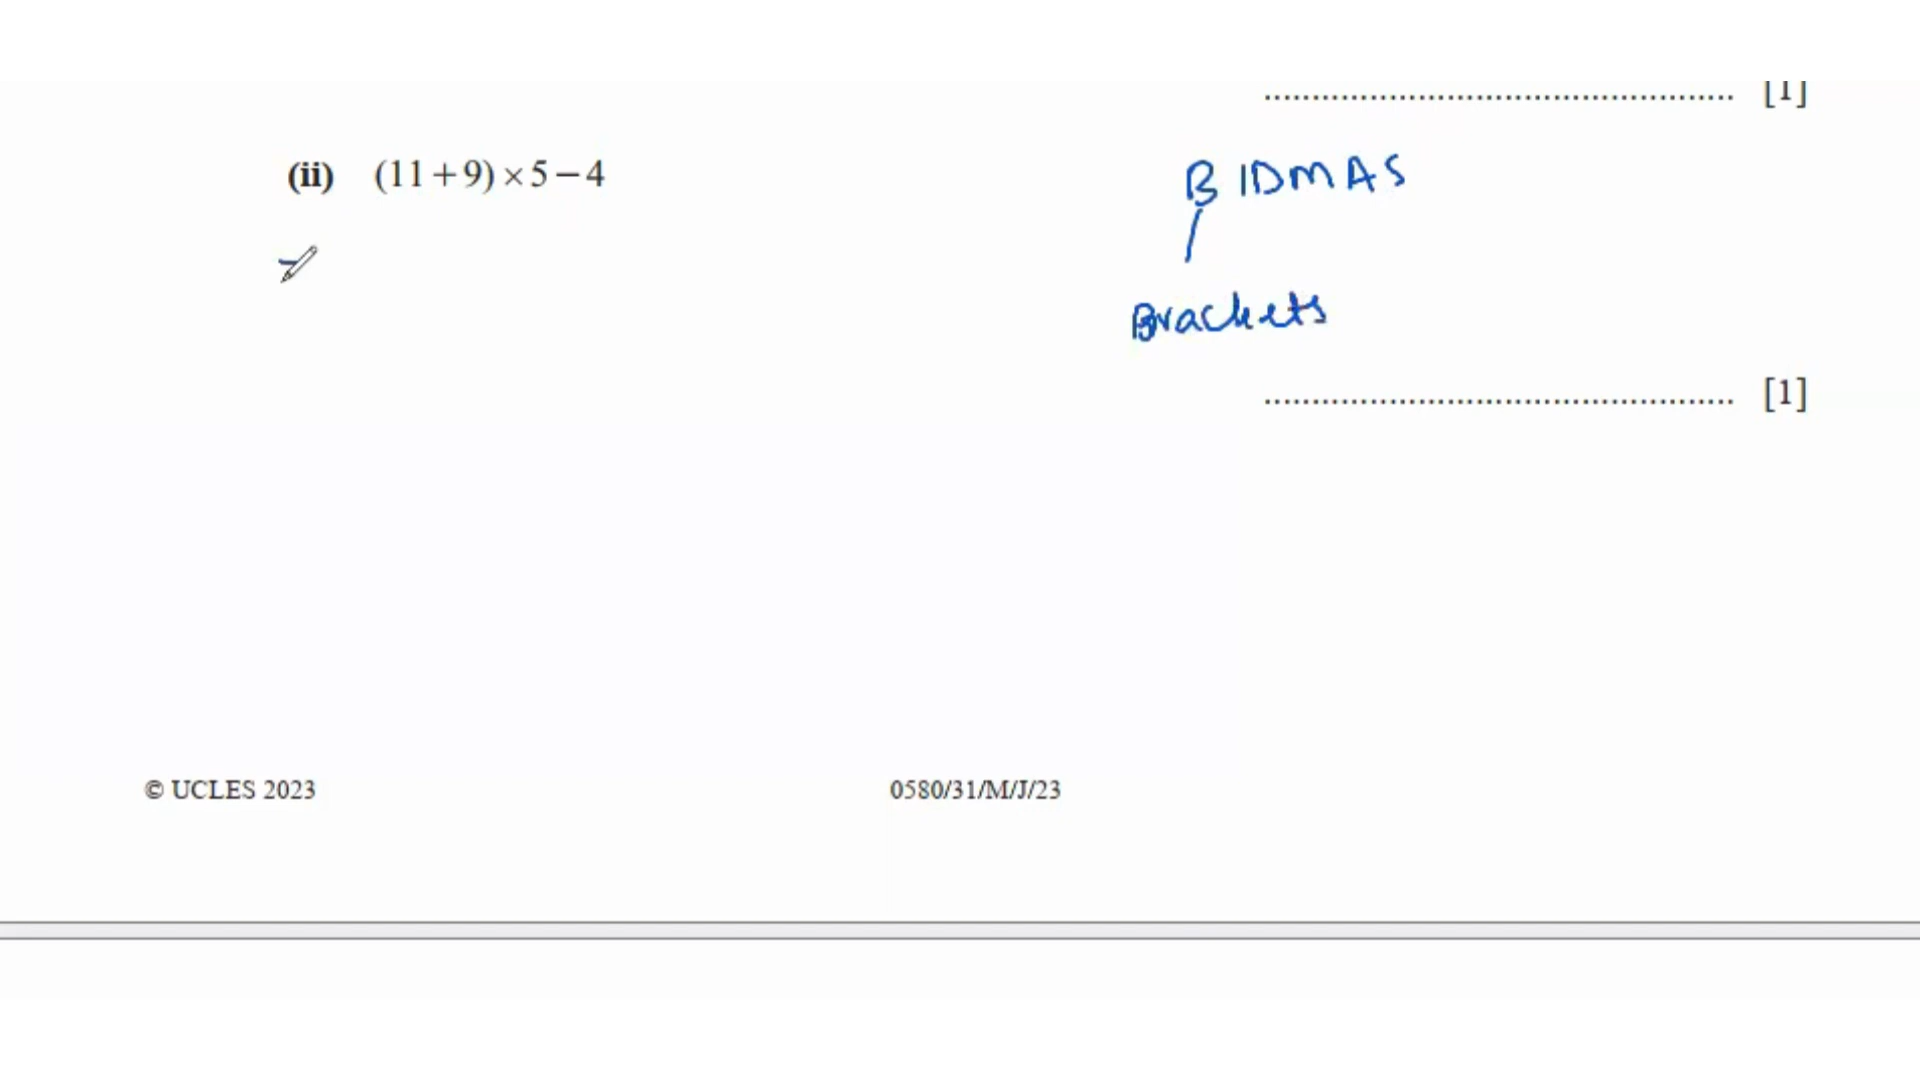 [1]
(ii) (11+9)×5−4
BIDMAS
Brackets
[1]
© UCLES 2023
0580/31/M/J/23